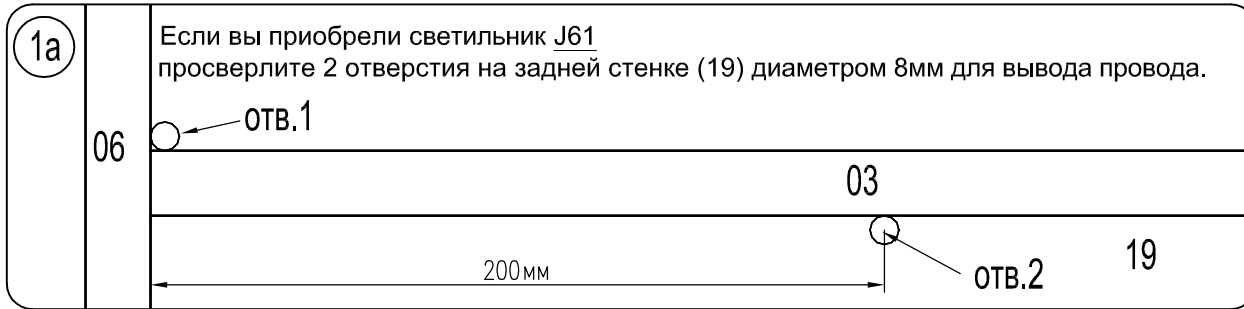 1а
Если вы приобрели светильник J61
просверлите 2 отверстия на задней стенке (19) диаметром 8мм для вывода провода.
отв.1
06
03
200мм
отв.2
19